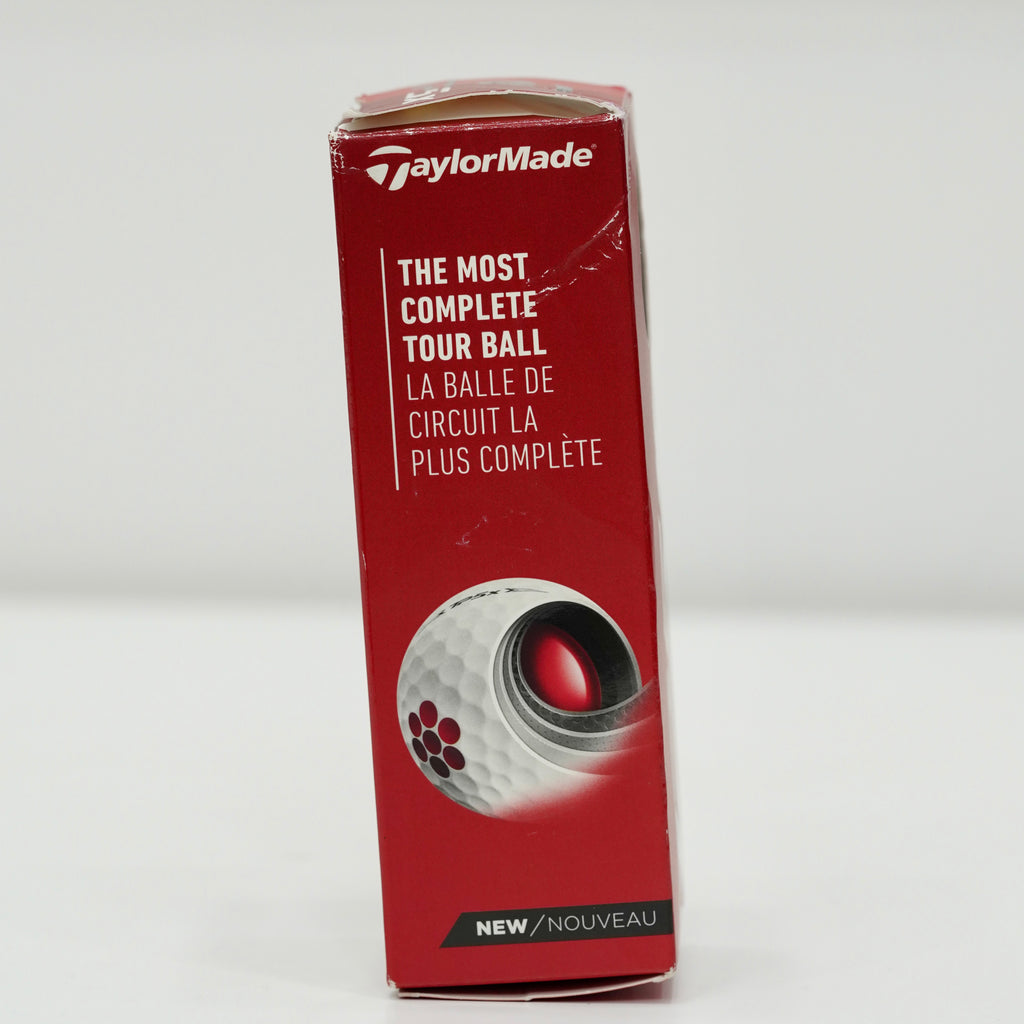 TaylorMade®
THE MOST
COMPLETE
TOUR BALL
LA BALLE DE
CIRCUIT LA
PLUS COMPLÈTE
NEW/NOUVEAU